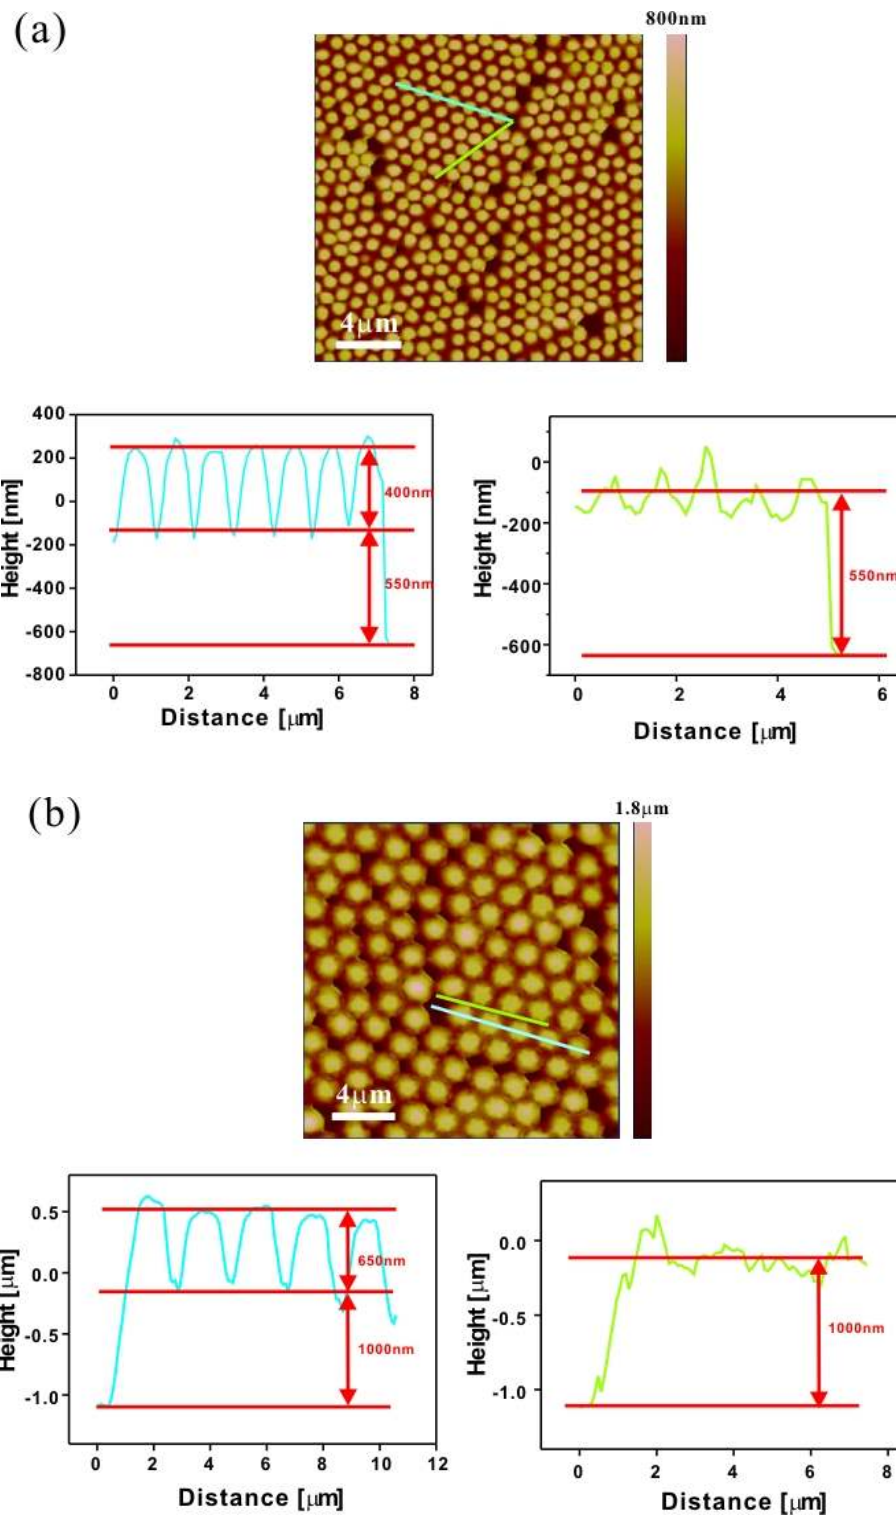 (a)
800nm
4μm
400
200
0
-200
-400
-600
-800
Height [nm]
400nm
550nm
0 2 4 6 8
Distance [μm]
0
-200
-400
-600
Height [nm]
550nm
0 2 4 6
Distance [μm]
(b)
1.8μm
4μm
0.5
0.0
-0.5
-1.0
Height [μm]
650nm
1000nm
0 2 4 6 8 10 12
Distance [μm]
0.0
-0.5
-1.0
Height [μm]
1000nm
0 2 4 6 8
Distance [μm]